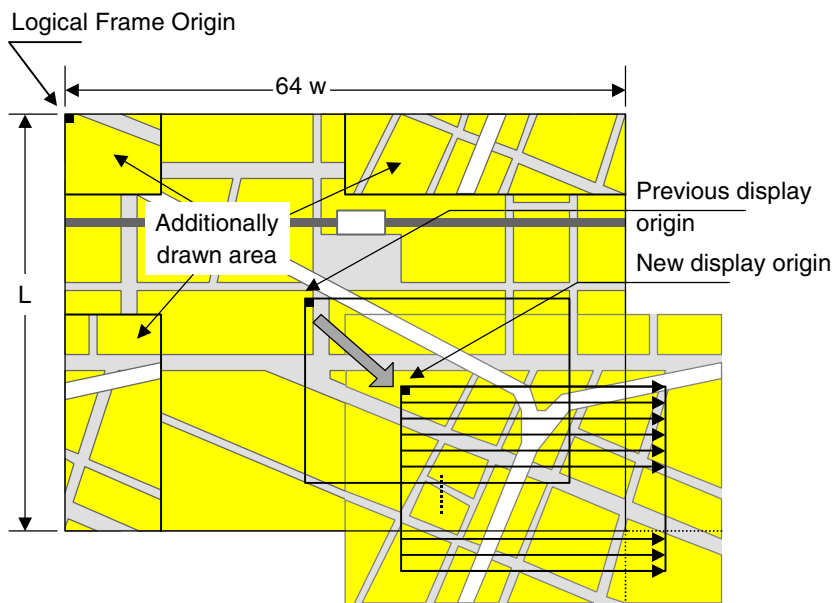 Logical Frame Origin
64 w
Previous display
origin
Additionally
drawn area
New display origin
L